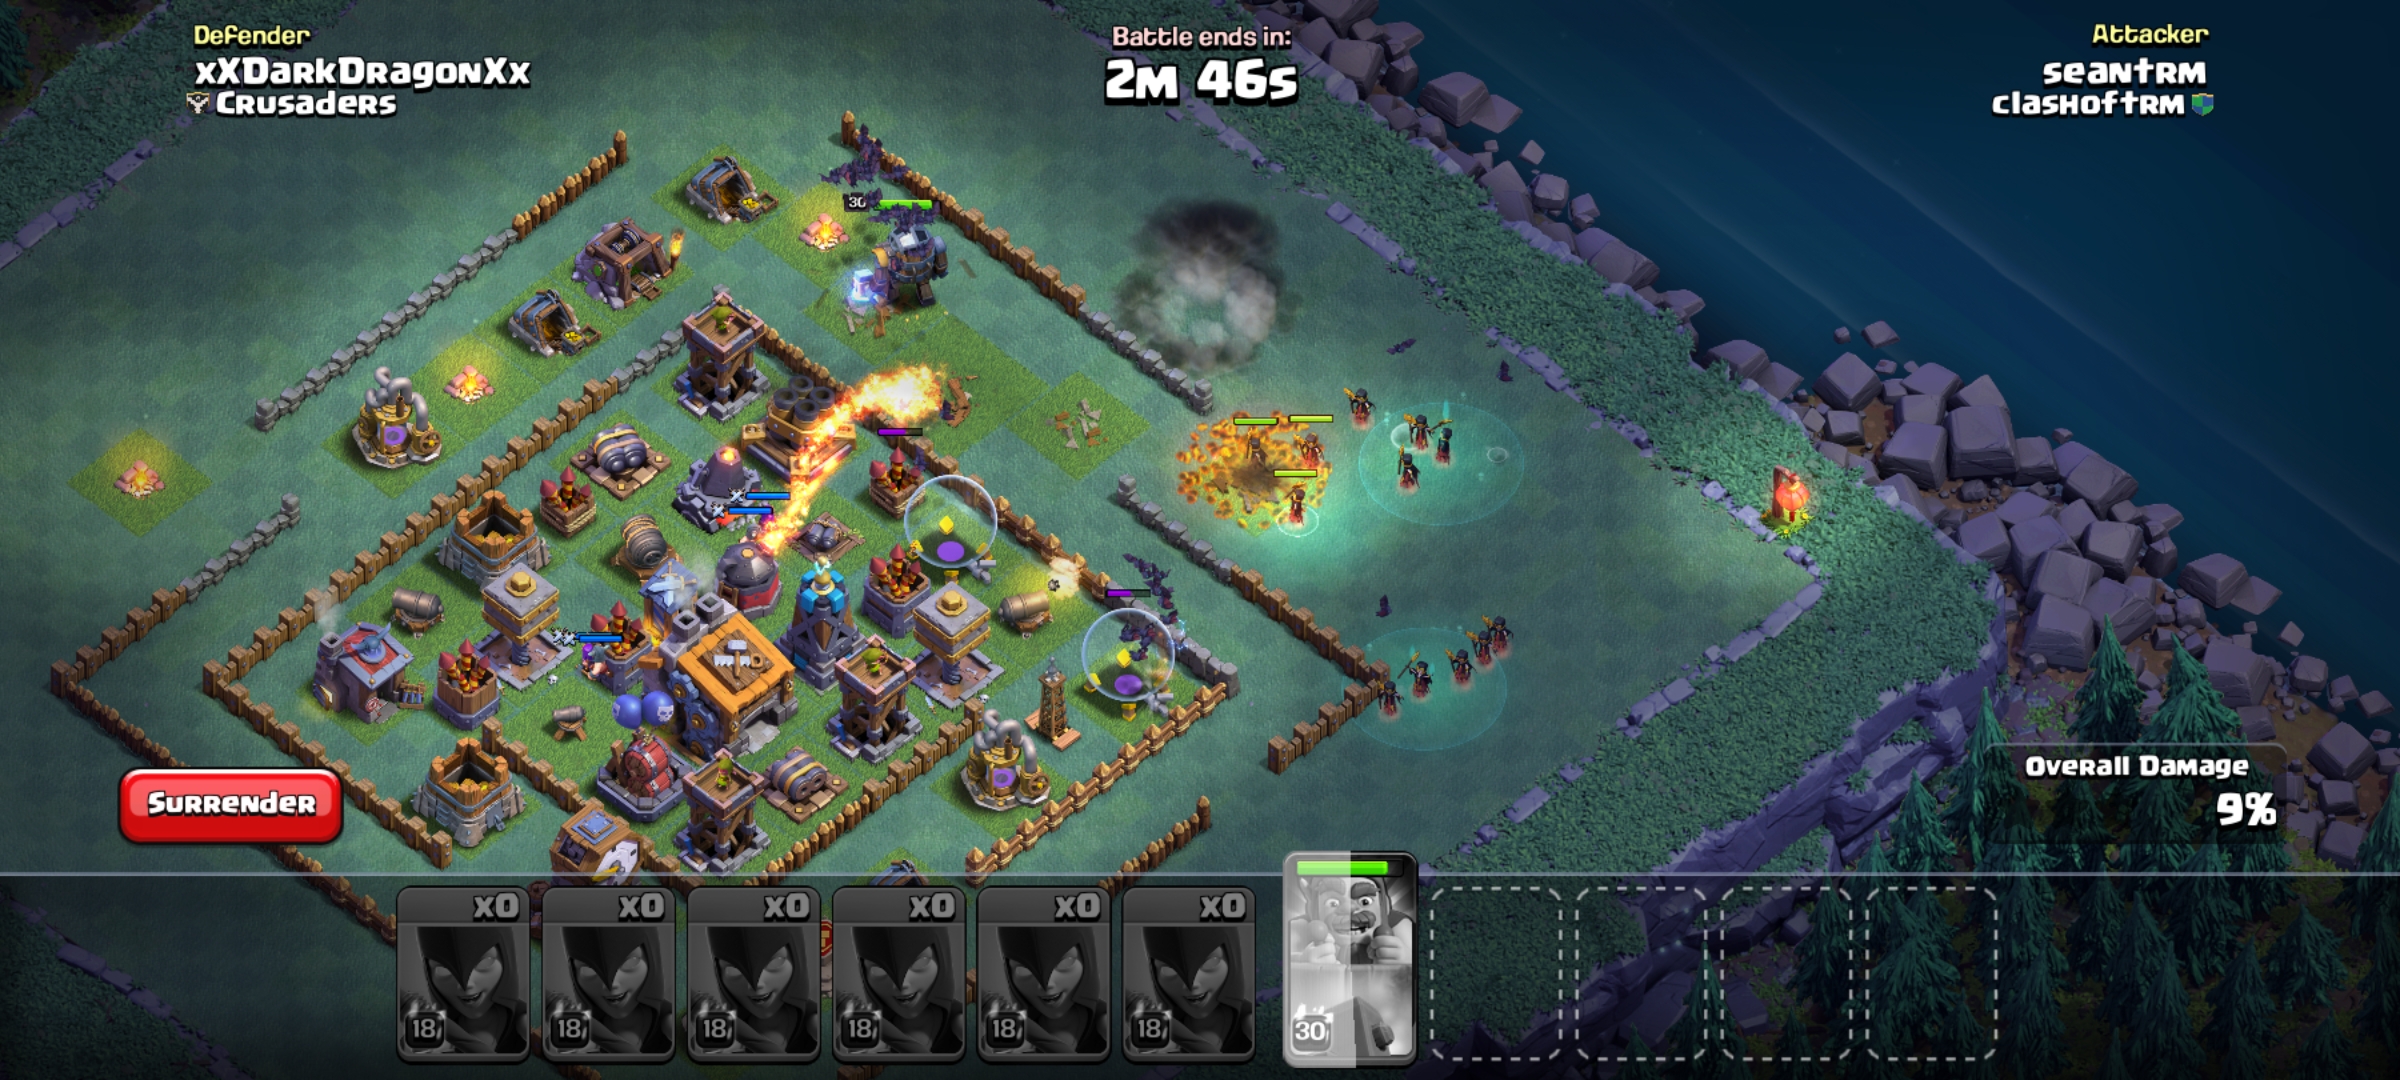 Defender
xXDarkDragonXx
Crusaders
Battle ends in:
2M 46s
Attacker
seantRM
clashoftRM
30
Surrender
Overall Damage
9%
x0
x0
x0
x0
x0
x0
18
18
18
18
18
18
30